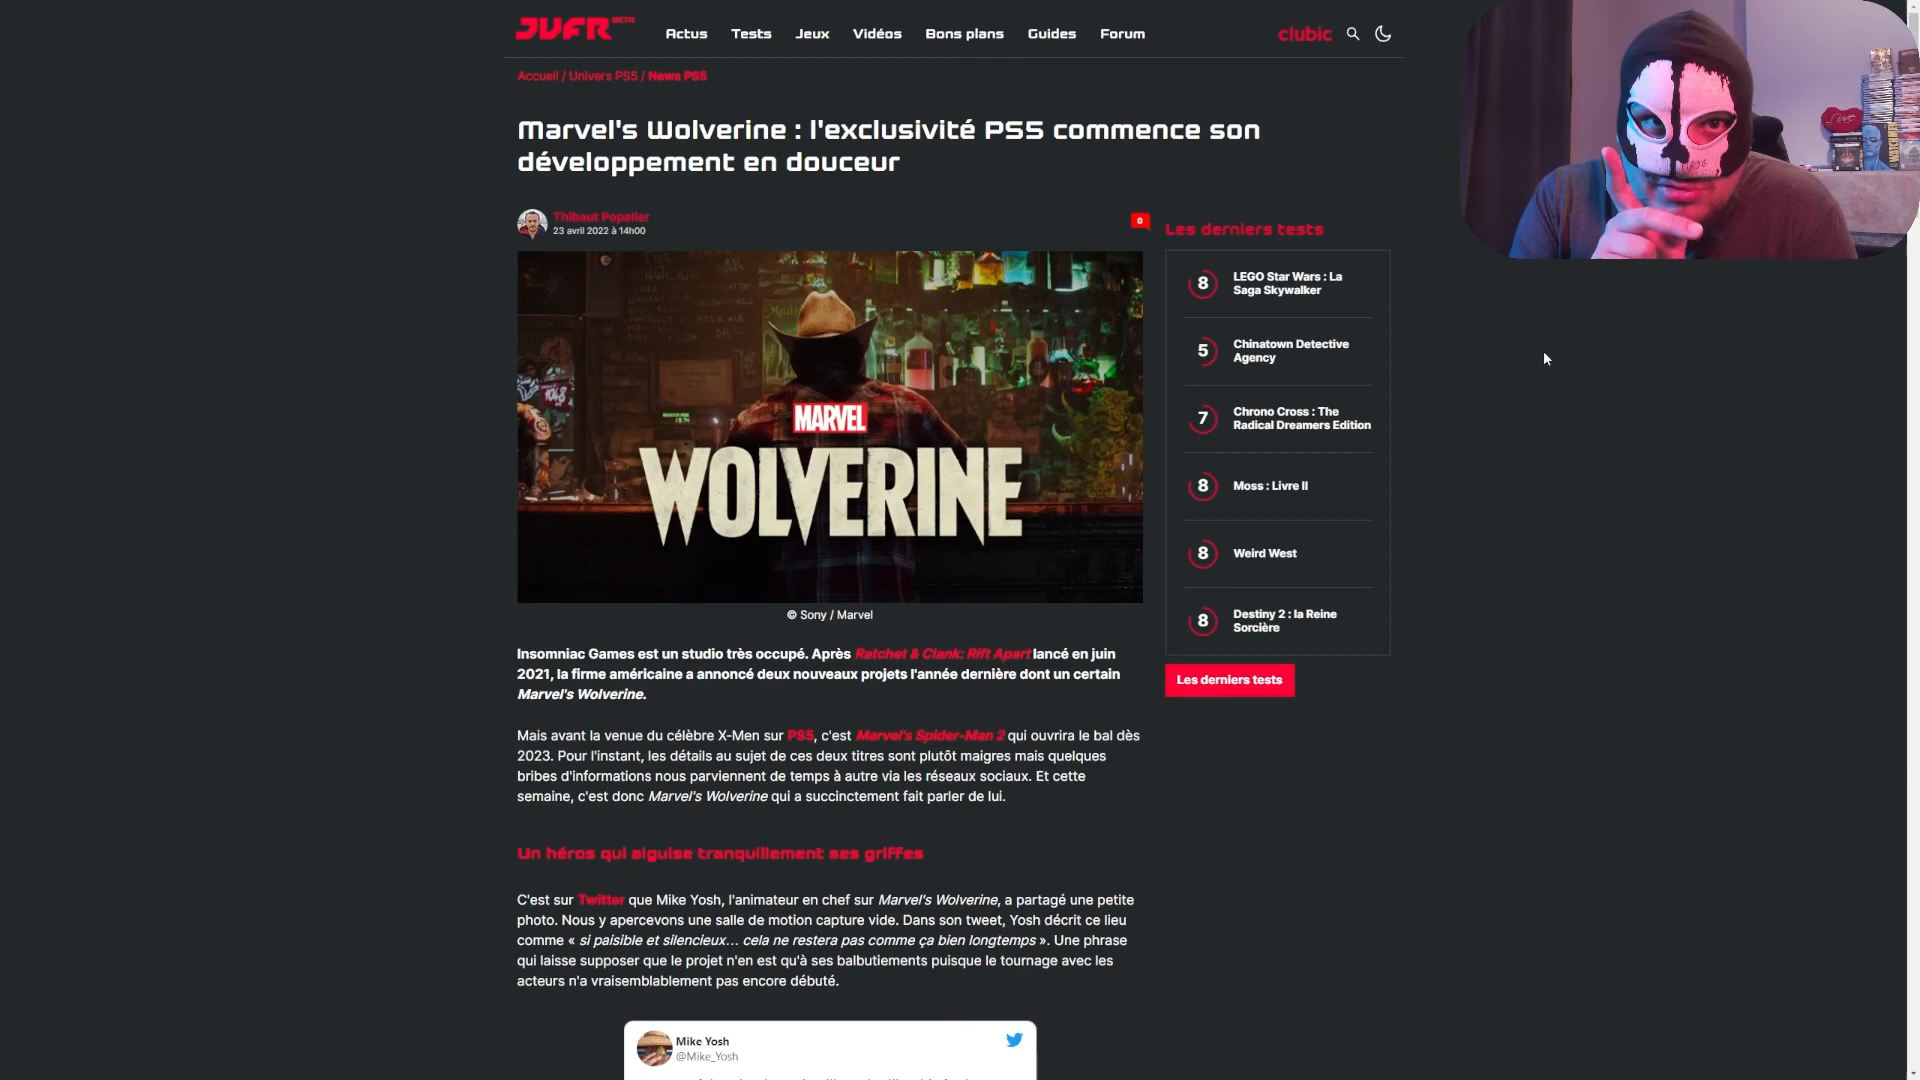 JVFR BETA
Actus Tests Jeux Vidéos Bons plans Guides Forum clubic
Accueil / Univers PS5 / News PS5
Marvel's Wolverine : l'exclusivité PS5 commence son
développement en douceur
Thibaut Popelier
23 avril 2022 à 14h00
0
MARVEL
WOLVERINE
© Sony / Marvel
Insomniac Games est un studio très occupé. Après Ratchet & Clank: Rift Apart lancé en juin
2021, la firme américaine a annoncé deux nouveaux projets l'année dernière dont un certain
Marvel's Wolverine.
Mais avant la venue du célèbre X-Men sur PS5, c'est Marvel's Spider-Man 2 qui ouvrira le bal dès
2023. Pour l'instant, les détails au sujet de ces deux titres sont plutôt maigres mais quelques
bribes d'informations nous parviennent de temps à autre via les réseaux sociaux. Et cette
semaine, c'est donc Marvel's Wolverine qui a succinctement fait parler de lui.
Un héros qui aiguise tranquillement ses griffes
C'est sur Twitter que Mike Yosh, l'animateur en chef sur Marvel's Wolverine, a partagé une petite
photo. Nous y apercevons une salle de motion capture vide. Dans son tweet, Yosh décrit ce lieu
comme « si paisible et silencieux... cela ne restera pas comme ça bien longtemps ». Une phrase
qui laisse supposer que le projet n'en est qu'à ses balbutiements puisque le tournage avec les
acteurs n'a vraisemblablement pas encore débuté.
Mike Yosh
@Mike_Yosh
Les derniers tests
8 LEGO Star Wars : La
Saga Skywalker
5 Chinatown Detective
Agency
7 Chrono Cross : The
Radical Dreamers Edition
8 Moss : Livre II
8 Weird West
8 Destiny 2 : la Reine
Sorcière
Les derniers tests
WATCHMEN